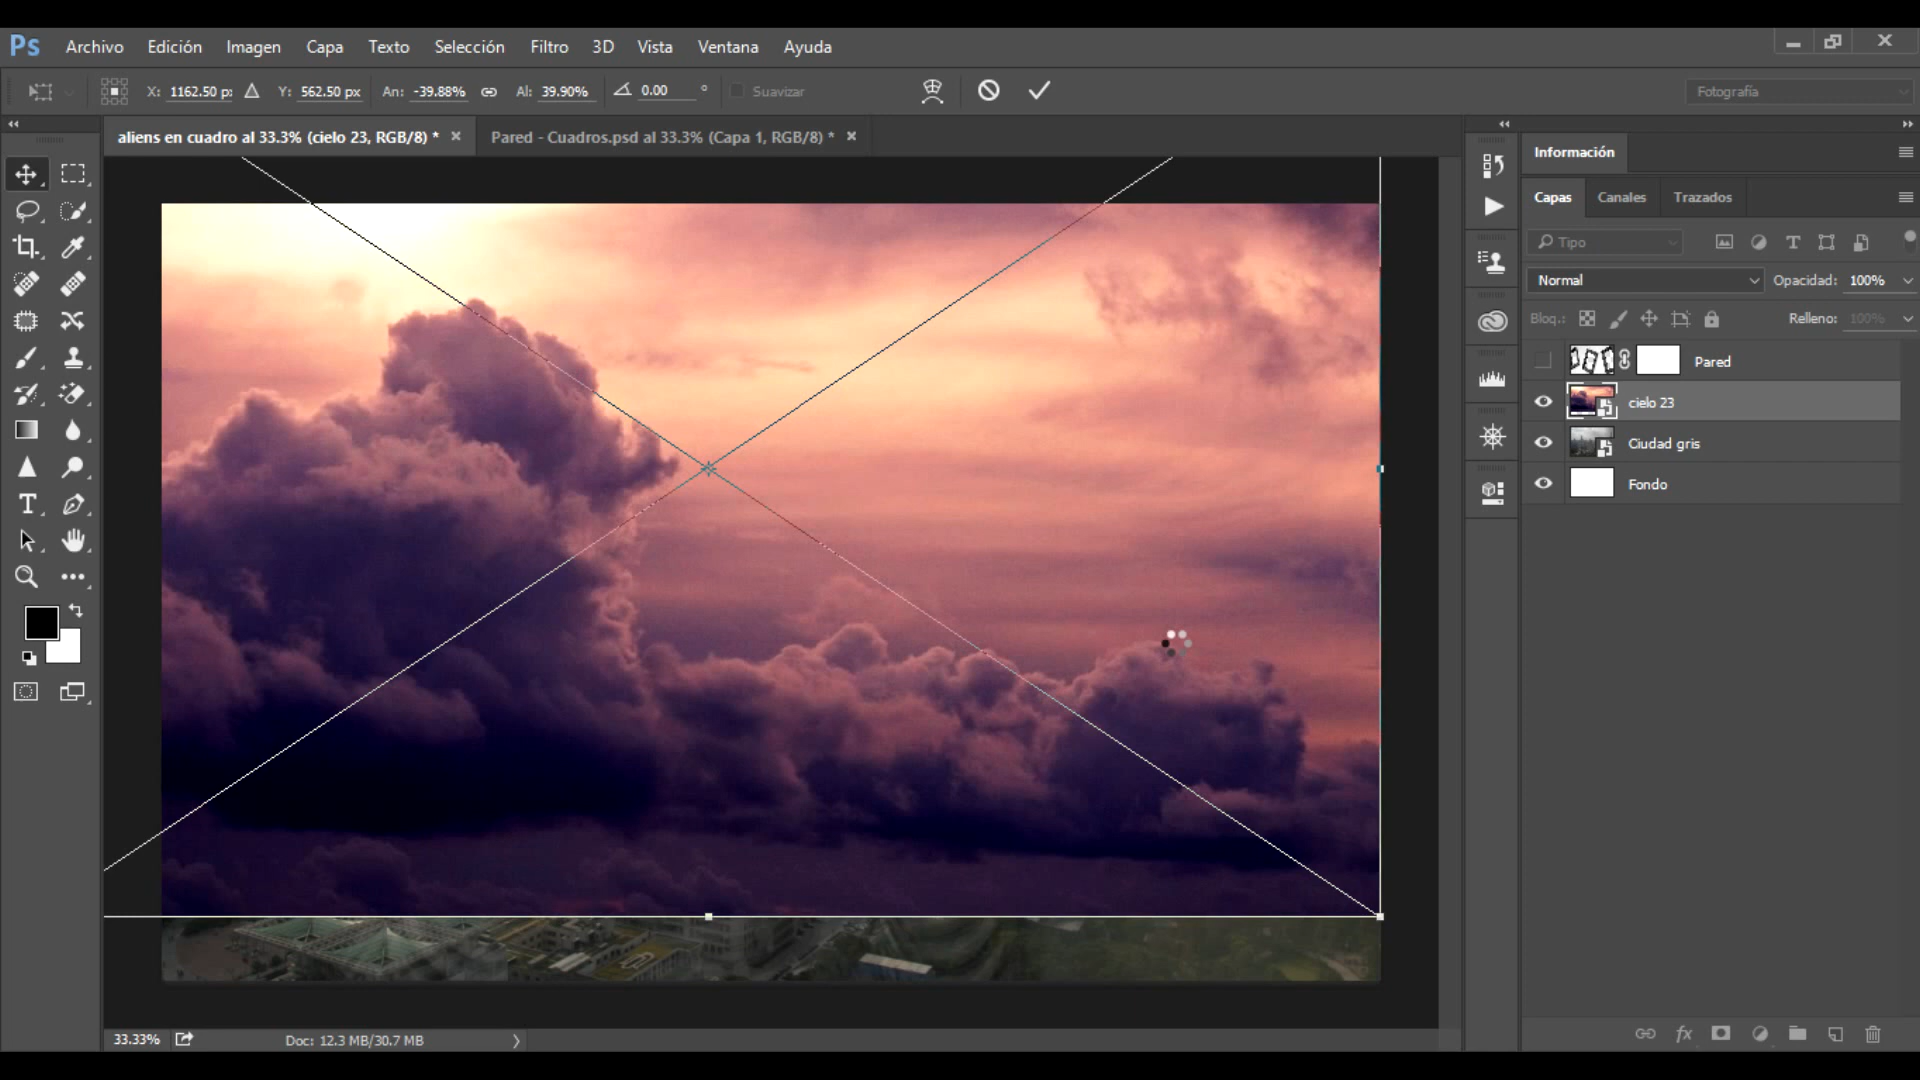 Ps Archivo Edición Imagen Capa Texto Selección Filtro 3D Vista Ventana Ayuda
X: 1162.50 p: Y: 562.50 px An: -39.88% Al: 39.90% 0.00 ° Suavizar Fotografía
aliens en cuadro al 33.3% (cielo 23, RGB/8) * Pared - Cuadros.psd al 33.3% (Capa 1, RGB/8) *
Información
Capas Canales Trazados
Tipo
Normal Opacidad: 100%
Bloq.: Relleno: 100%
Pared
cielo 23
Ciudad gris
Fondo
33.33% Doc: 12.3 MB/30.7 MB